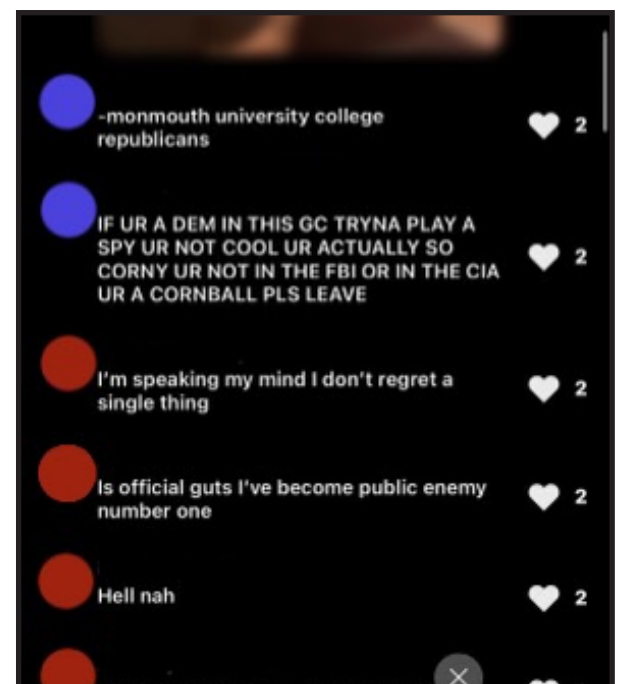 -monmouth university college
republicans
2
IF UR A DEM IN THIS GC TRYNA PLAY A
SPY UR NOT COOL UR ACTUALLY SO
CORNY UR NOT IN THE FBI OR IN THE CIA
UR A CORNBALL PLS LEAVE
2
I'm speaking my mind I don't regret a
single thing
2
Is official guts I've become public enemy
number one
2
Hell nah
2